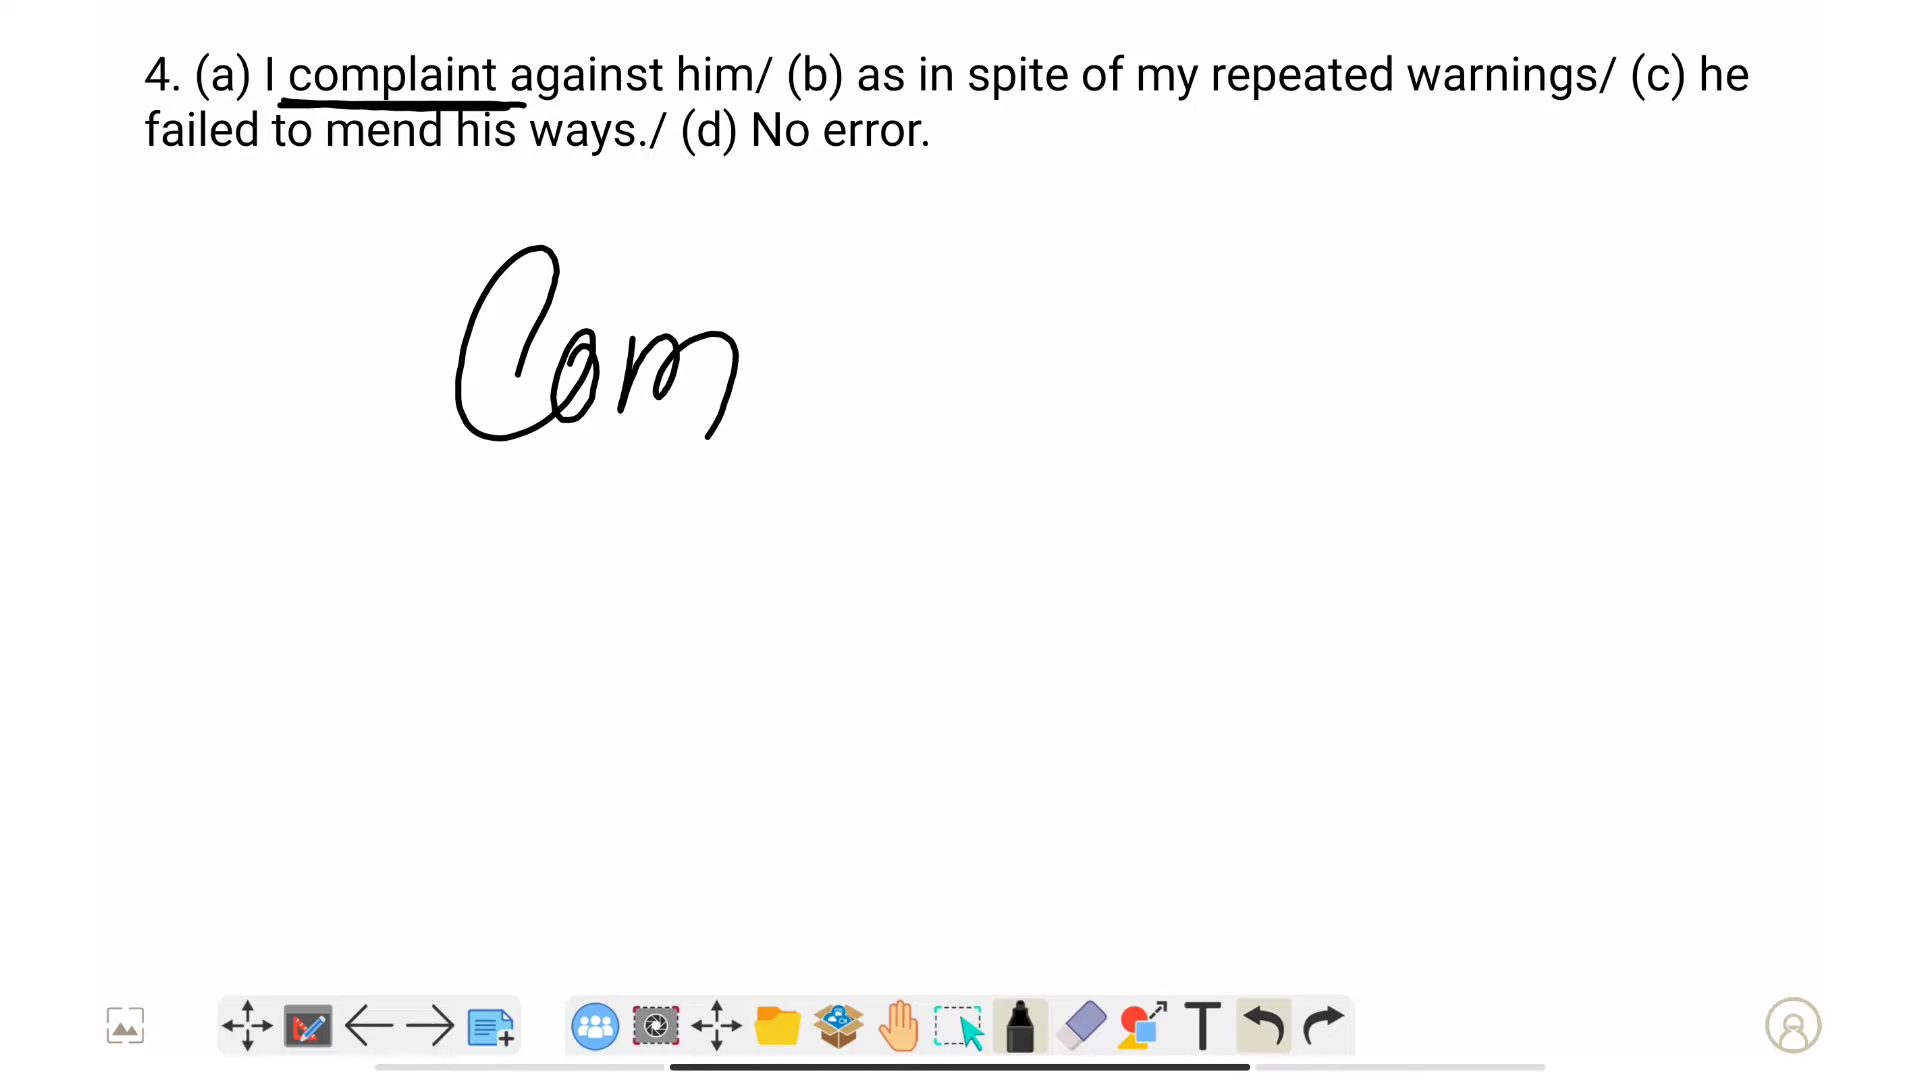 4. (a) I complaint against him/ (b) as in spite of my repeated warnings/ (c) he
failed to mend his ways./ (d) No error.
Com
T